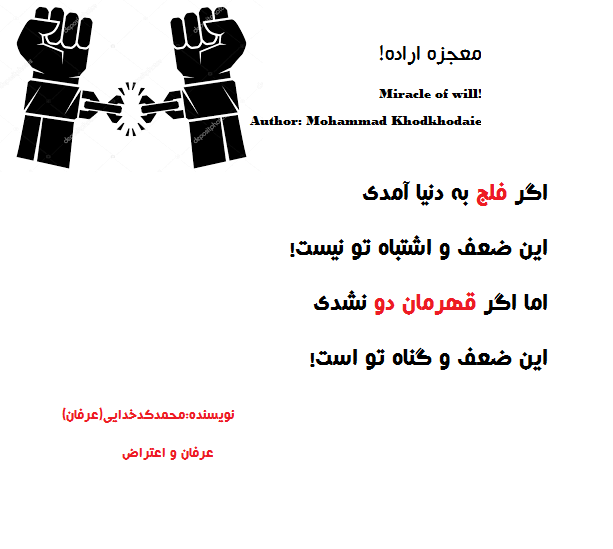 معجزه اراده!
Miracle of will!
Author: Mohammad Khodkhodaie
اگر فلج به دنیا آمدی
این ضعف و اشتباه تو نیست!
اما اگر قهرمان دو نشدی
این ضعف و گناه تو است!
نویسنده:محمدکدخدایی(عرفان)
عرفان و اعتراض